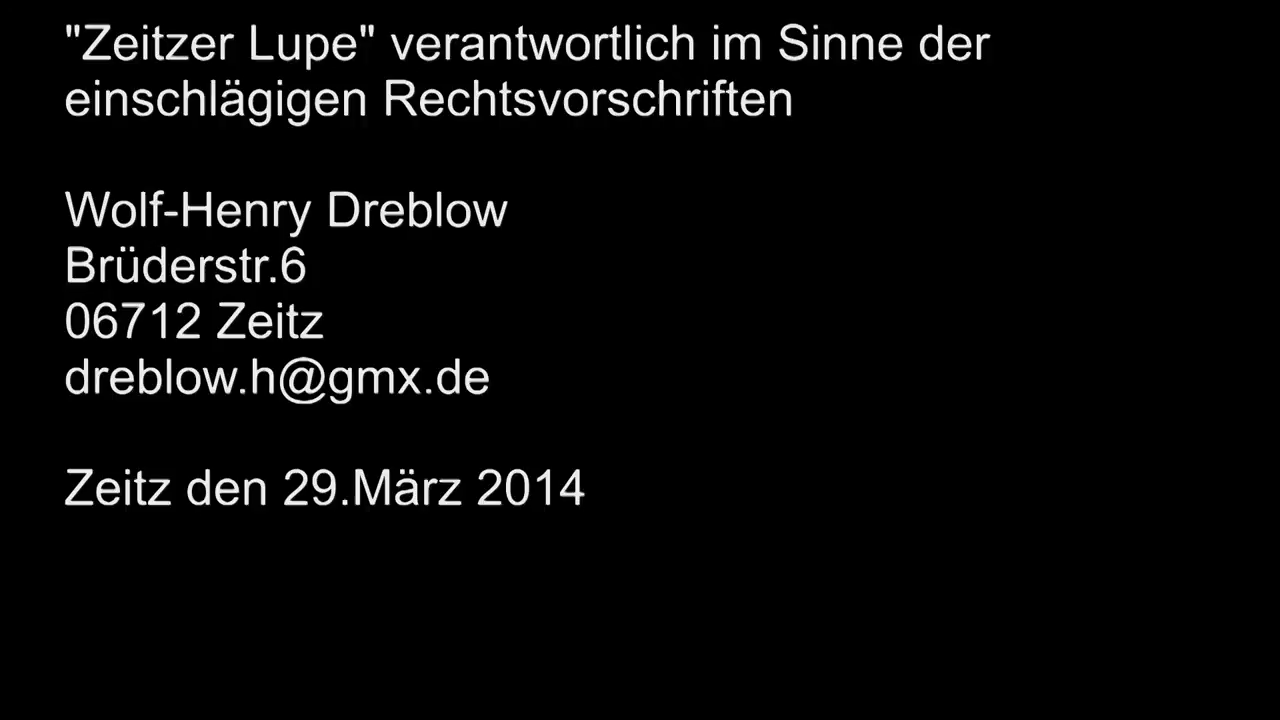 "Zeitzer Lupe" verantwortlich im Sinne der
einschlägigen Rechtsvorschriften
Wolf-Henry Dreblow
Brüderstr.6
06712 Zeitz
dreblow.h@gmx.de
Zeitz den 29.März 2014